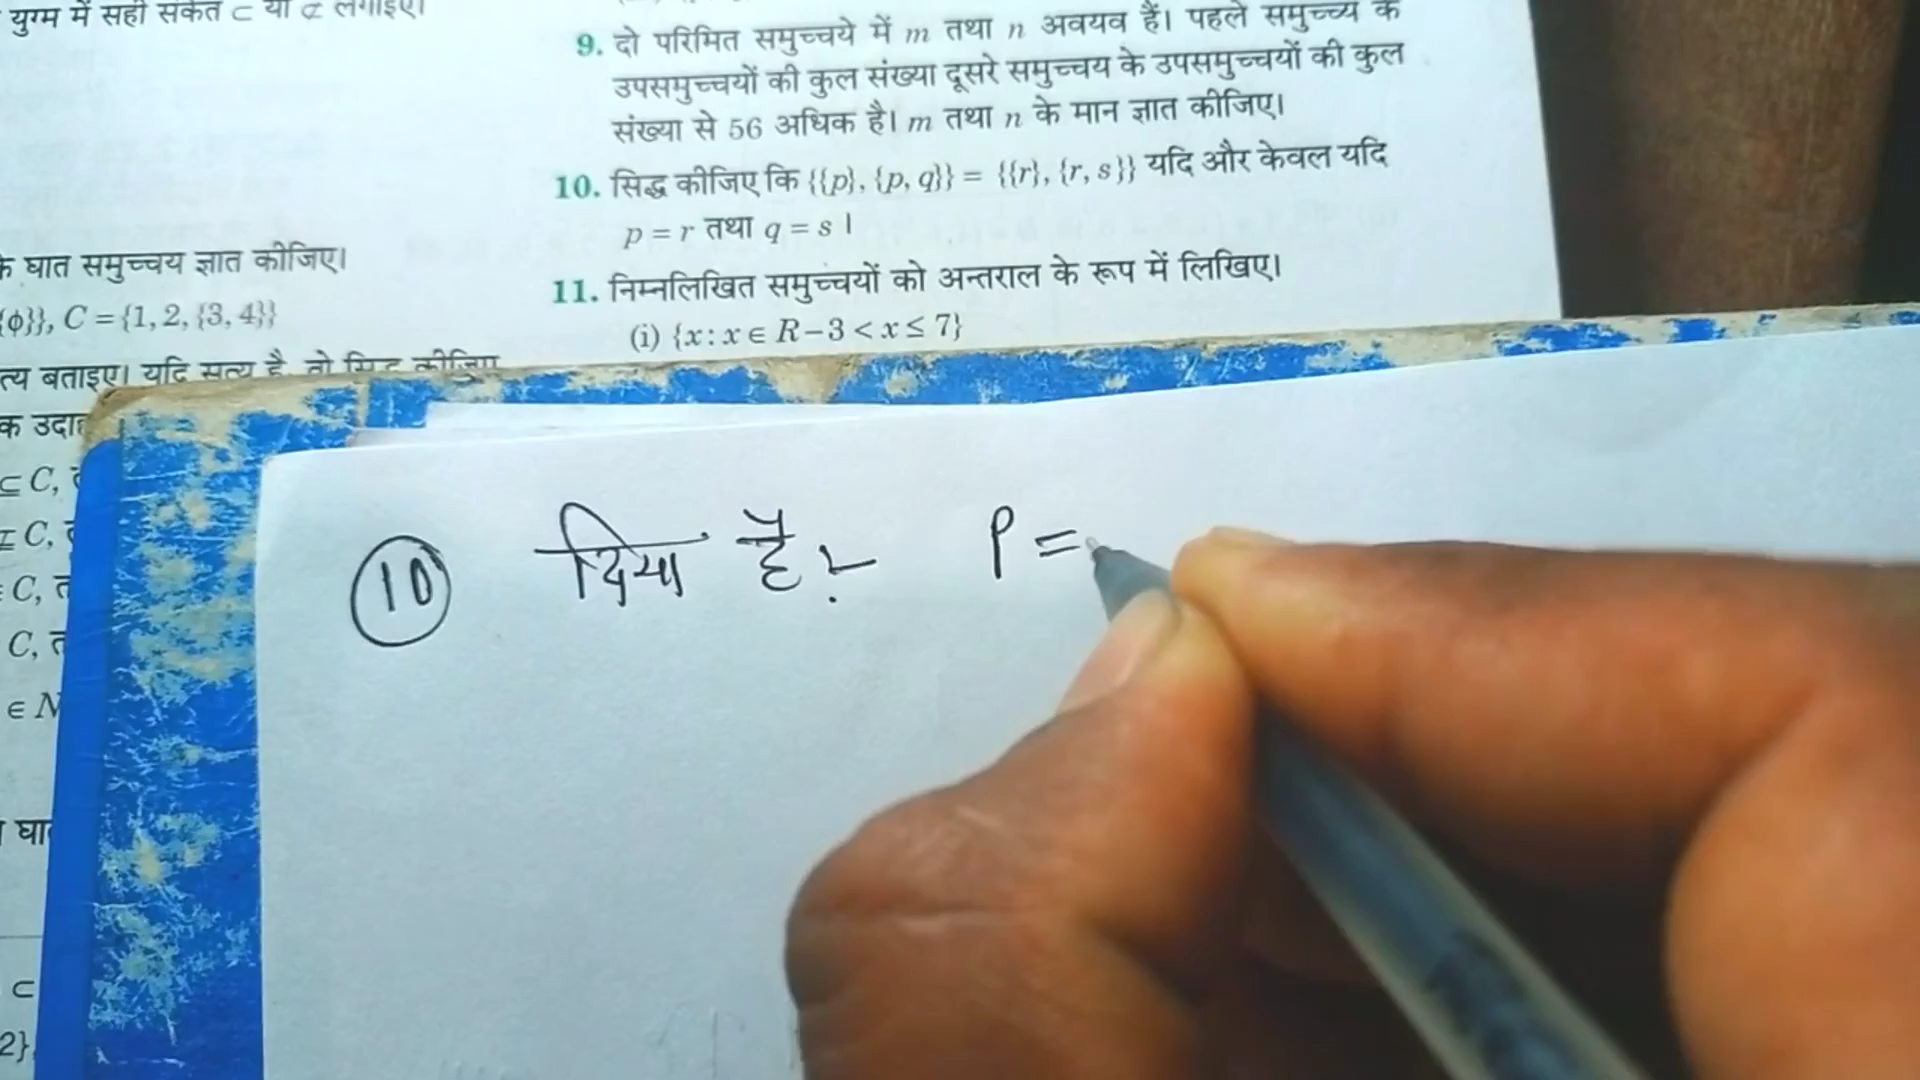 युग्म में सही संकेत ⊂ या ⊄ लगाइए।
के घात समुच्चय ज्ञात कीजिए।
{ϕ}}, C = {1, 2, {3, 4}}
त्य बताइए। यदि सत्य है, तो सिद्ध कीजिए
क उदाह
⊆ C,
C,
C, त
C, त
∈ N
घा
⊂
2}
9. दो परिमित समुच्चये में m तथा n अवयव हैं। पहले समुच्च्य के
उपसमुच्चयों की कुल संख्या दूसरे समुच्चय के उपसमुच्चयों की कुल
संख्या से 56 अधिक है। m तथा n के मान ज्ञात कीजिए।
10. सिद्ध कीजिए कि {{p}, {p, q}} = {{r}, {r, s}} यदि और केवल यदि
p = r तथा q = s ।
11. निम्नलिखित समुच्चयों को अन्तराल के रूप में लिखिए।
(i) {x : x ∈ R – 3 < x ≤ 7}
10 दिया है :- P =